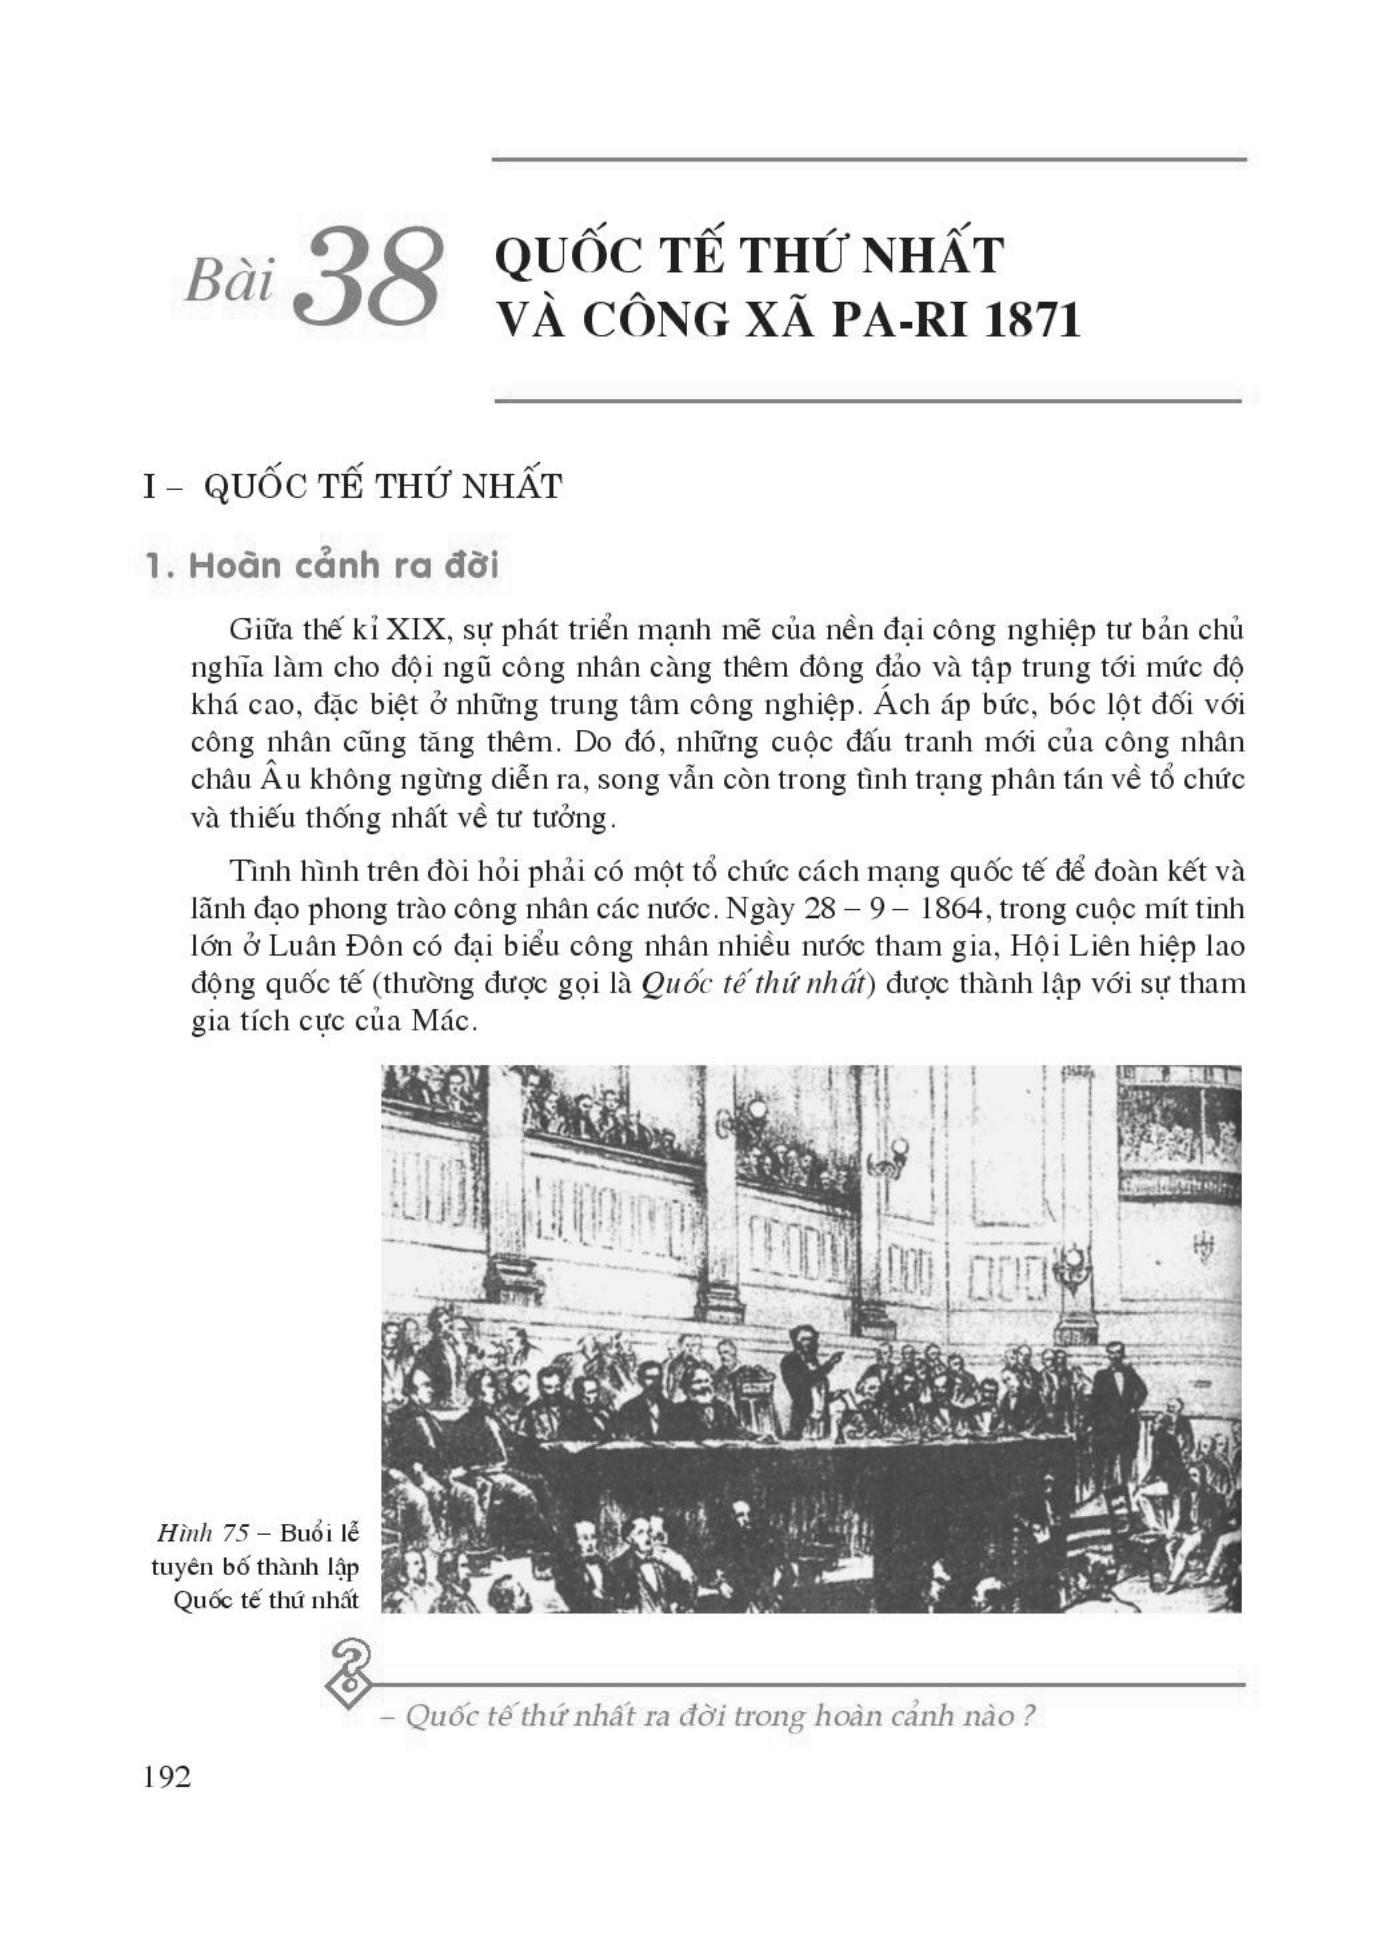 Bài 38
QUỐC TẾ THỨ NHẤT
VÀ CÔNG XÃ PA-RI 1871
I – QUỐC TẾ THỨ NHẤT
1. Hoàn cảnh ra đời
Giữa thế kỉ XIX, sự phát triển mạnh mẽ của nền đại công nghiệp tư bản chủ
nghĩa làm cho đội ngũ công nhân càng thêm đông đảo và tập trung tới mức độ
khá cao, đặc biệt ở những trung tâm công nghiệp. Ách áp bức, bóc lột đối với
công nhân cũng tăng thêm. Do đó, những cuộc đấu tranh mới của công nhân
châu Âu không ngừng diễn ra, song vẫn còn trong tình trạng phân tán về tổ chức
và thiếu thống nhất về tư tưởng.
Tình hình trên đòi hỏi phải có một tổ chức cách mạng quốc tế để đoàn kết và
lãnh đạo phong trào công nhân các nước. Ngày 28 – 9 – 1864, trong cuộc mít tinh
lớn ở Luân Đôn có đại biểu công nhân nhiều nước tham gia, Hội Liên hiệp lao
động quốc tế (thường được gọi là Quốc tế thứ nhất) được thành lập với sự tham
gia tích cực của Mác.
Hình 75 – Buổi lễ
tuyên bố thành lập
Quốc tế thứ nhất
– Quốc tế thứ nhất ra đời trong hoàn cảnh nào ?
192